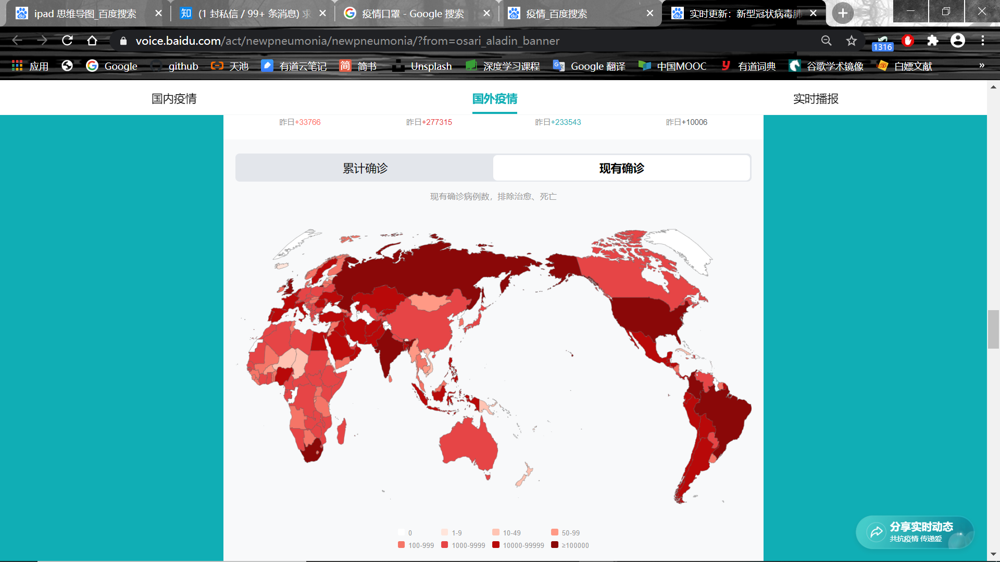 ipad 思维导图_百度搜索
(1 封私信 / 99+ 条消息) 求
疫情口罩 - Google 搜索
疫情_百度搜索
实时更新：新型冠状病毒肺
voice.baidu.com/act/newpneumonia/newpneumonia/?from=osari_aladin_banner
1316
应用
Google
github
天池
有道云笔记
简书
Unsplash
深度学习课程
Google 翻译
中国MOOC
有道词典
谷歌学术镜像
白嫖文献
»
国内疫情
国外疫情
实时播报
昨日+33766
昨日+277315
昨日+233543
昨日+10006
累计确诊
现有确诊
现有确诊病例数，排除治愈、死亡
0
1-9
10-49
50-99
100-999
1000-9999
10000-99999
≥100000
分享实时动态
共抗疫情 传递爱